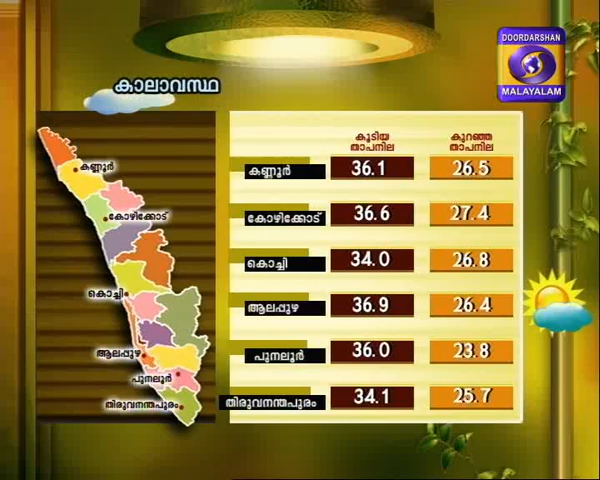 DOORDARSHAN
MALAYALAM
കാലാവസ്ഥ
കൂടിയ താപനില
കുറഞ്ഞ താപനില
കണ്ണൂർ 36.1 26.5
കോഴിക്കോട് 36.6 27.4
കൊച്ചി 34.0 26.8
ആലപ്പുഴ 36.9 26.4
പുനലൂർ 36.0 23.8
തിരുവനന്തപുരം 34.1 25.7
കണ്ണൂർ
കോഴിക്കോട്
കൊച്ചി
ആലപ്പുഴ
പുനലൂർ
തിരുവനന്തപുരം